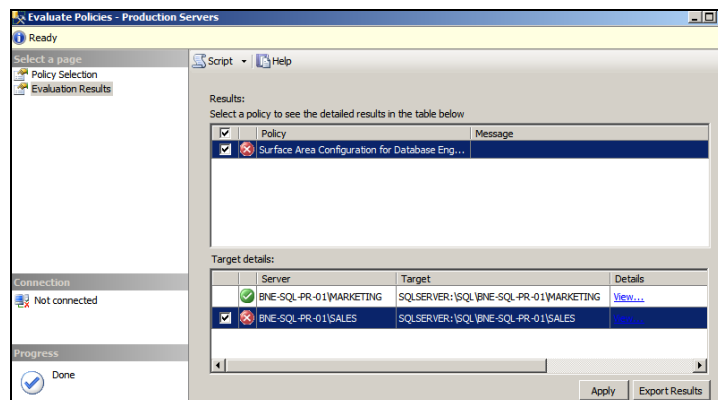 Evaluate Policies - Production Servers
Ready
Select a page
Policy Selection
Evaluation Results
Script
Help
Results:
Select a policy to see the detailed results in the table below
Policy Message
Surface Area Configuration for Database Eng...
Target details:
Server Target Details
BNE-SQL-PR-01\MARKETING SQLSERVER:\SQL\BNE-SQL-PR-01\MARKETING View...
BNE-SQL-PR-01\SALES SQLSERVER:\SQL\BNE-SQL-PR-01\SALES View...
Connection
Not connected
Progress
Done
Apply Export Results